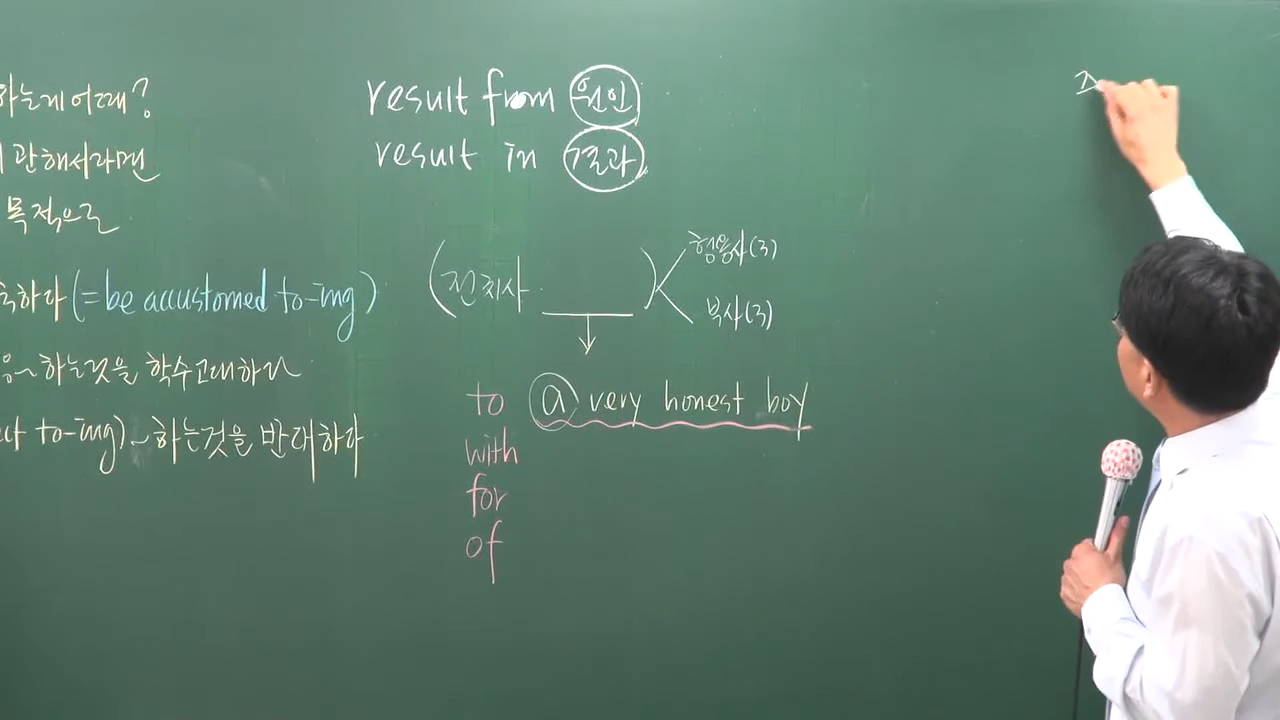 하는게 어때?
관해서라면
목적으로
하다 (= be accustomed to -ing)
~하는것을 학수고대하다
to -ing) ~하는것을 반대하다
result from 원인
result in 결과
(전치사 ) 형용사(구)
부사(구)
to a very honest boy
with
for
of